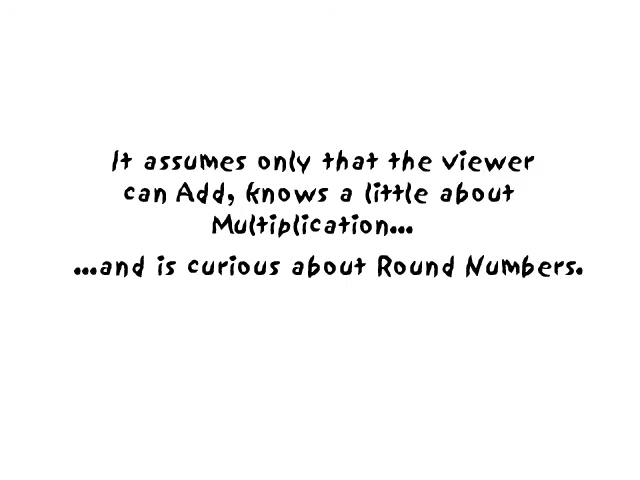 It assumes only that the viewer
can Add, knows a little about
Multiplication...
...and is curious about Round Numbers.